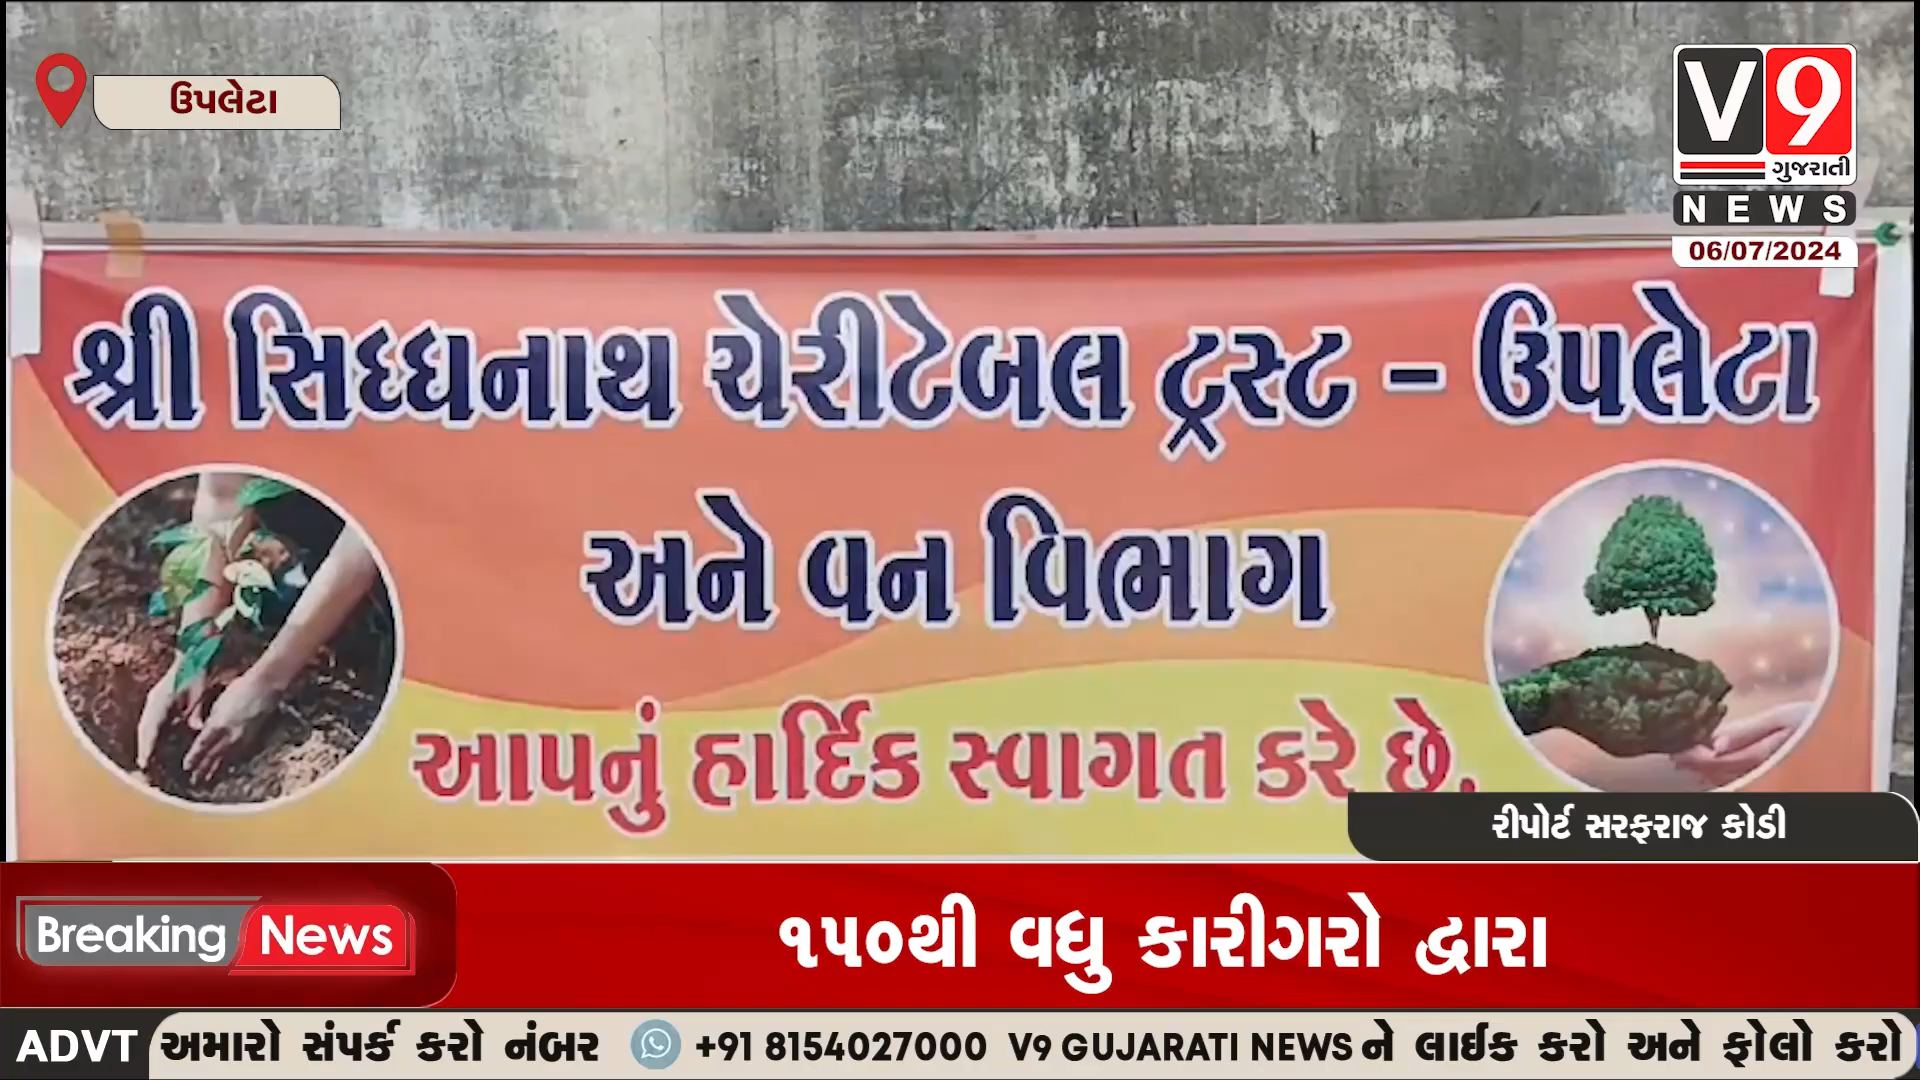 ઉપલેટા
V9
ગુજરાતી
NEWS
06/07/2024
શ્રી સિધ્ધનાથ ચેરીટેબલ ટ્રસ્ટ - ઉપલેટા
અને વન વિભાગ
આપનું હાર્દિક સ્વાગત કરે છે.
રીપોર્ટ સરફરાજ કોડી
Breaking News
૧૫૦થી વધુ કારીગરો દ્વારા
ADVT અમારો સંપર્ક કરો નંબર +91 8154027000 V9 GUJARATI NEWS ને લાઈક કરો અને ફોલો કરો